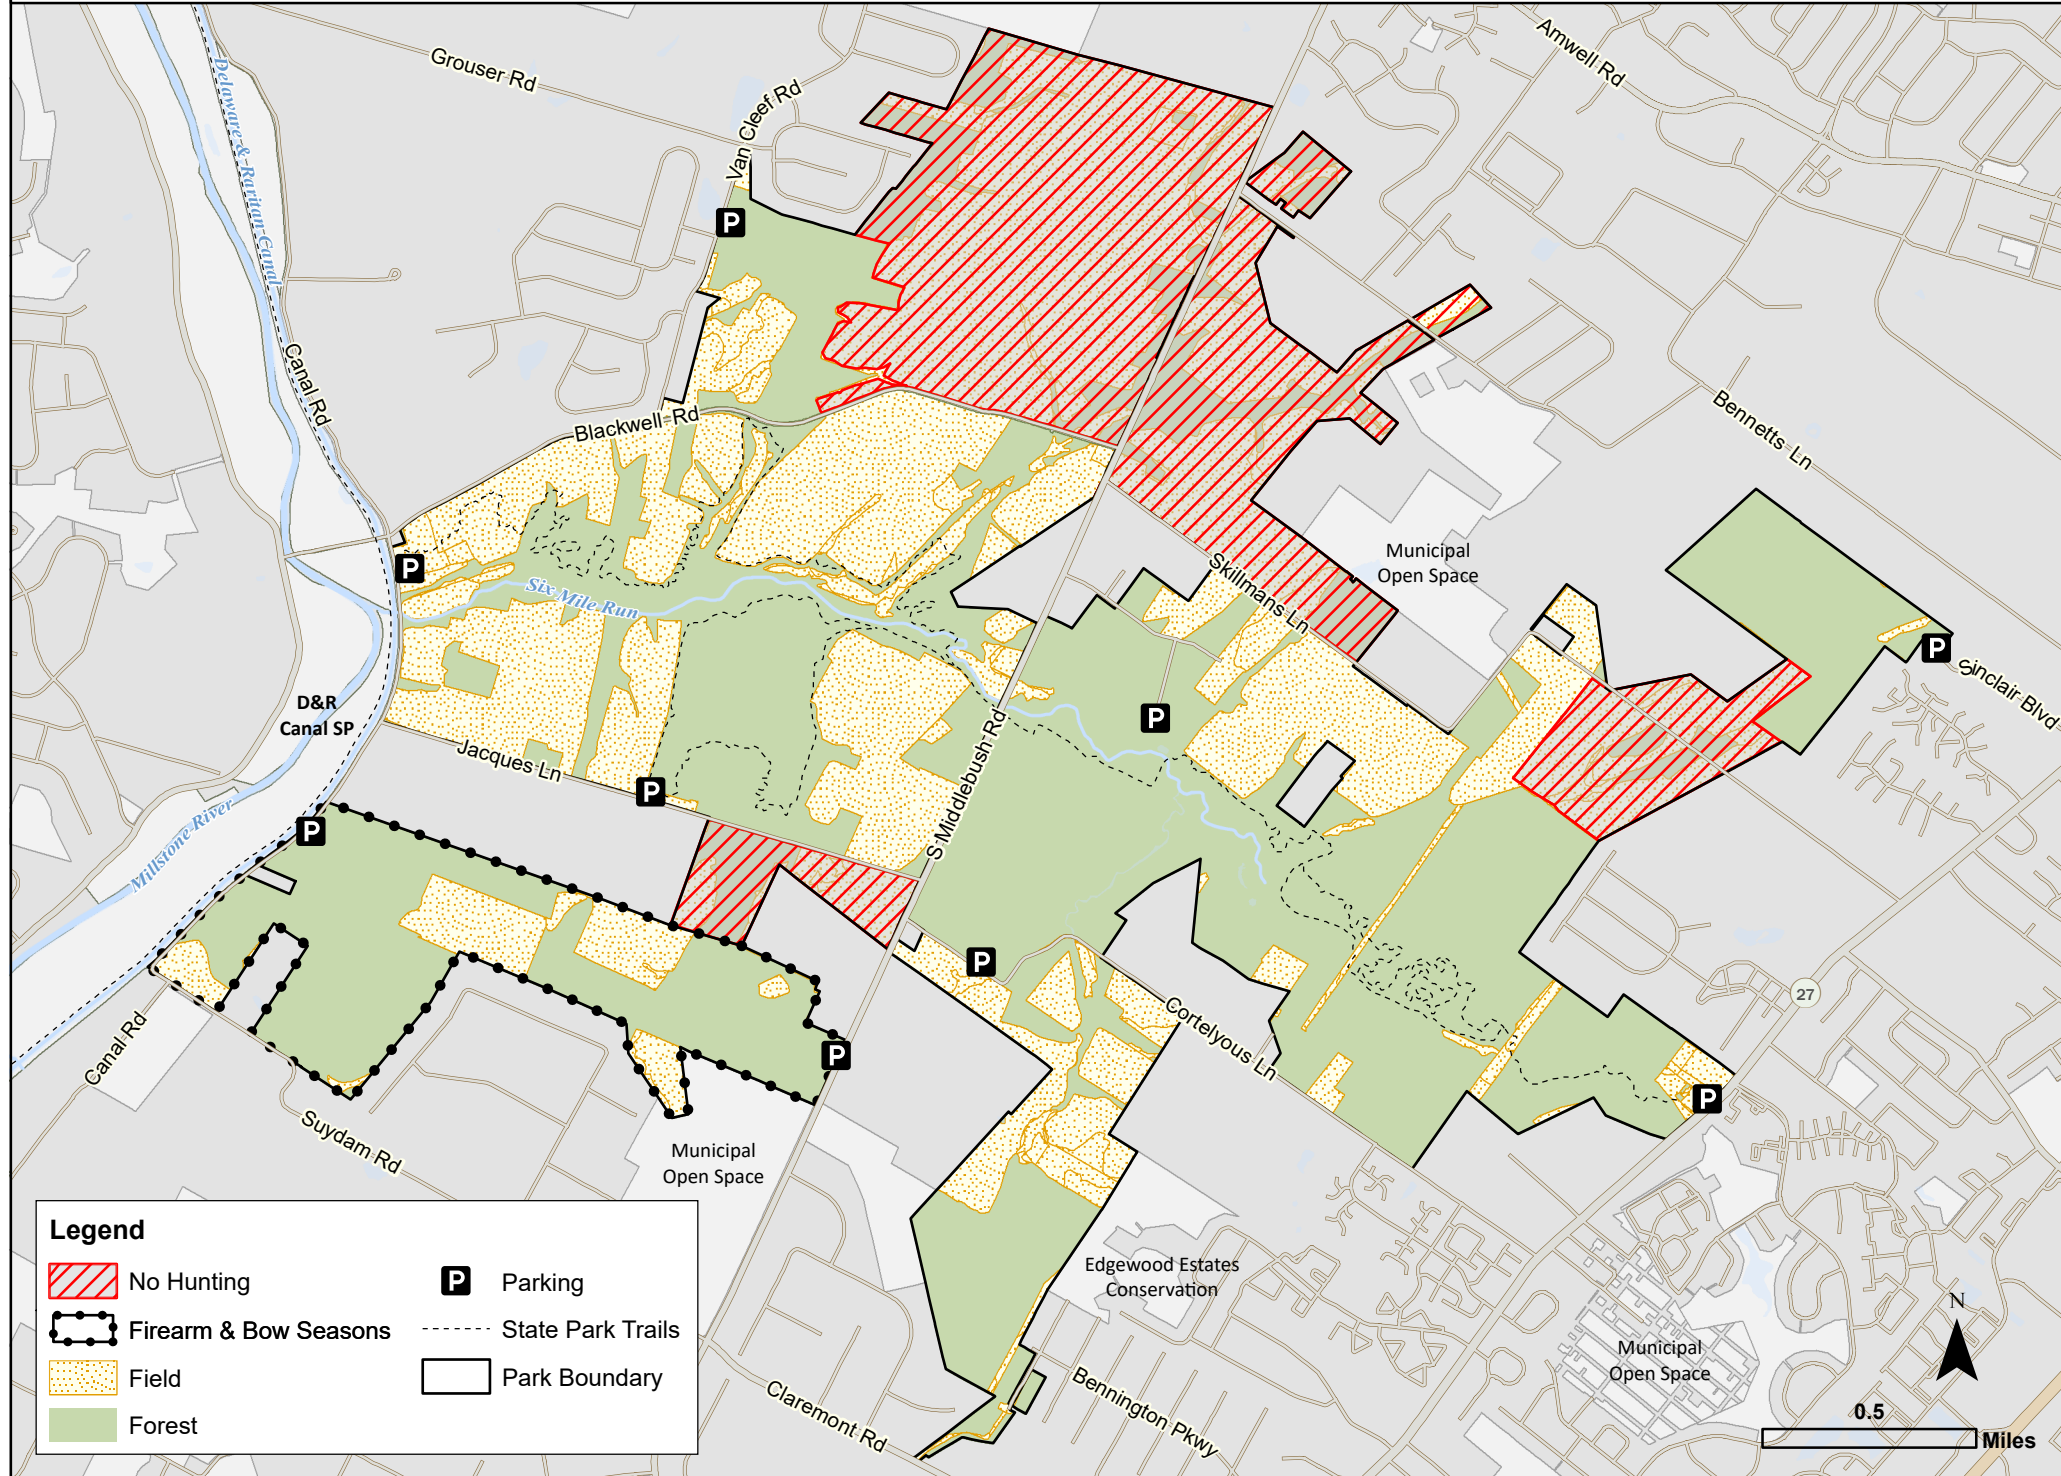 Grouser Rd
Van Cleef Rd
Amwell Rd
Delaware & Raritan Canal
P
Canal Rd
Blackwell Rd
Bennetts Ln
P
Six Mile Run
Skillmans Ln
Municipal
Open Space
P
Sinclair Blvd
D&R
Canal SP
Jacques Ln
P
S Middlebush Rd
P
P
Millstone River
P
Cortelyous Ln
27
Canal Rd
P
P
Suydam Rd
Municipal
Open Space
Edgewood Estates
Conservation
Municipal
Open Space
Claremont Rd
Bennington Pkwy
N
0.5
Miles
Legend
No Hunting
P Parking
Firearm & Bow Seasons
State Park Trails
Field
Park Boundary
Forest